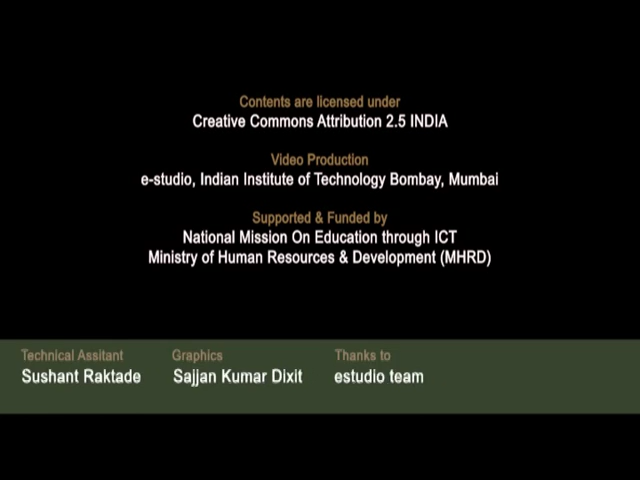 Contents are licensed under
Creative Commons Attribution 2.5 INDIA
Video Production
e-studio, Indian Institute of Technology Bombay, Mumbai
Supported & Funded by
National Mission On Education through ICT
Ministry of Human Resources & Development (MHRD)
Technical Assitant Graphics Thanks to
Sushant Raktade Sajjan Kumar Dixit estudio team